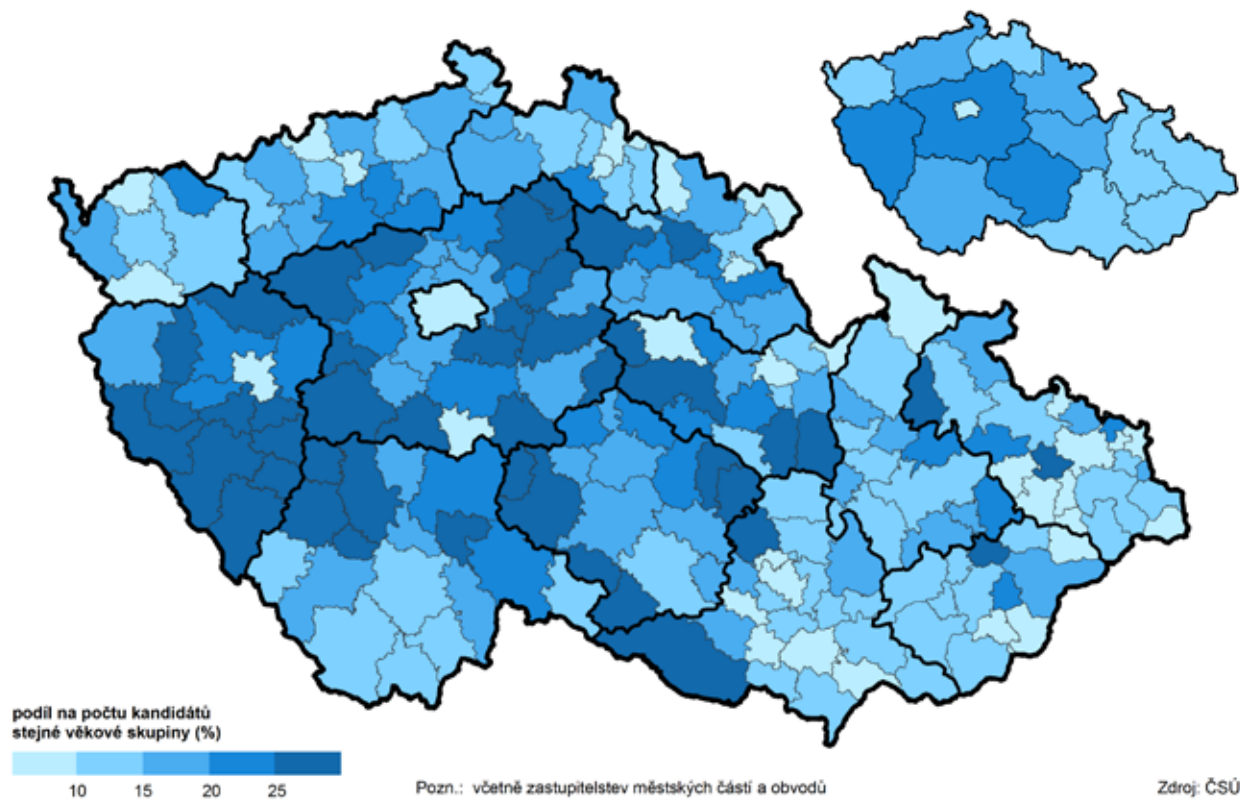 podíl na počtu kandidátů
stejné věkové skupiny (%)
10 15 20 25
Pozn.: včetně zastupitelstev městských částí a obvodů
Zdroj: ČSÚ